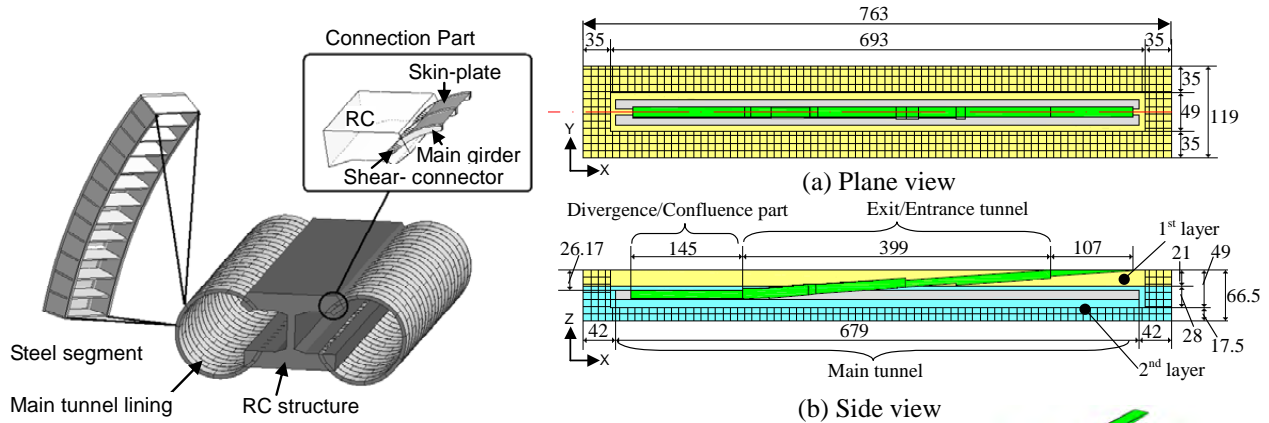 Connection Part
Skin-plate
RC
Main girder
Shear- connector
Steel segment
Main tunnel lining
RC structure
763
35
693
35
35
49
119
35
Y
X
(a) Plane view
Divergence/Confluence part
Exit/Entrance tunnel
1st layer
26.17
145
399
107
21
49
66.5
28
17.5
Z
X
42
679
42
Main tunnel
2nd layer
(b) Side view